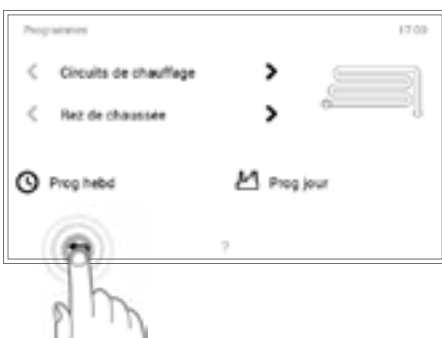 Programmes 17:03
Circuits de chauffage
Rez de chaussée
Prog hebd Prog jour
?